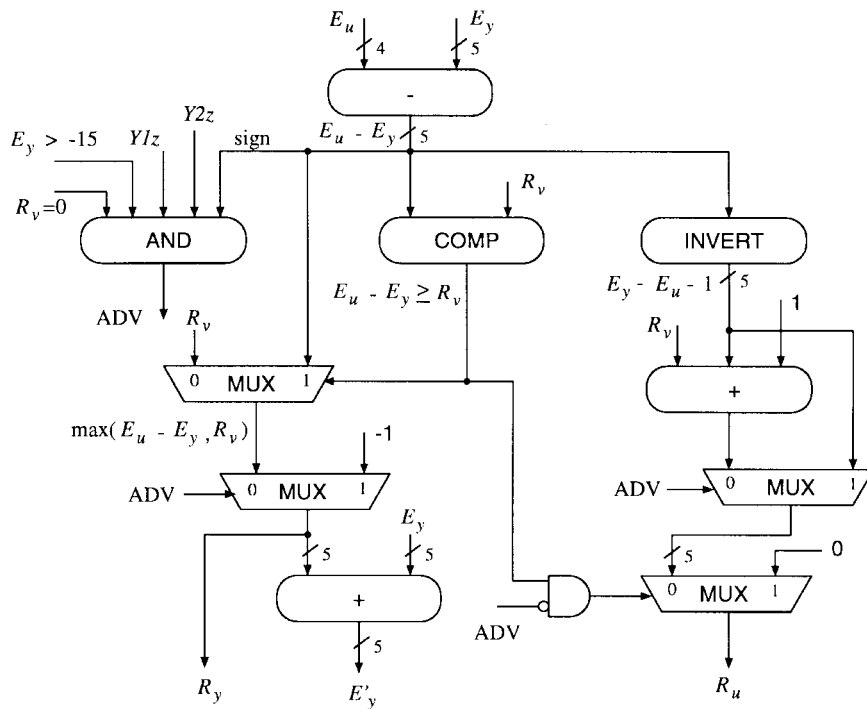 E_u E_y
4 5
-
E_u - E_y 5
E_y > -15 Y1z Y2z sign
R_v=0 R_v
AND COMP INVERT
E_u - E_y ≥ R_v E_y - E_u - 1 5
ADV R_v R_v 1
0 MUX 1 +
max( E_u - E_y , R_v) -1
ADV 0 MUX 1 ADV 0 MUX 1
E_y
5 5 5 0
+ 0 MUX 1
ADV
5
R_y E'_y R_u